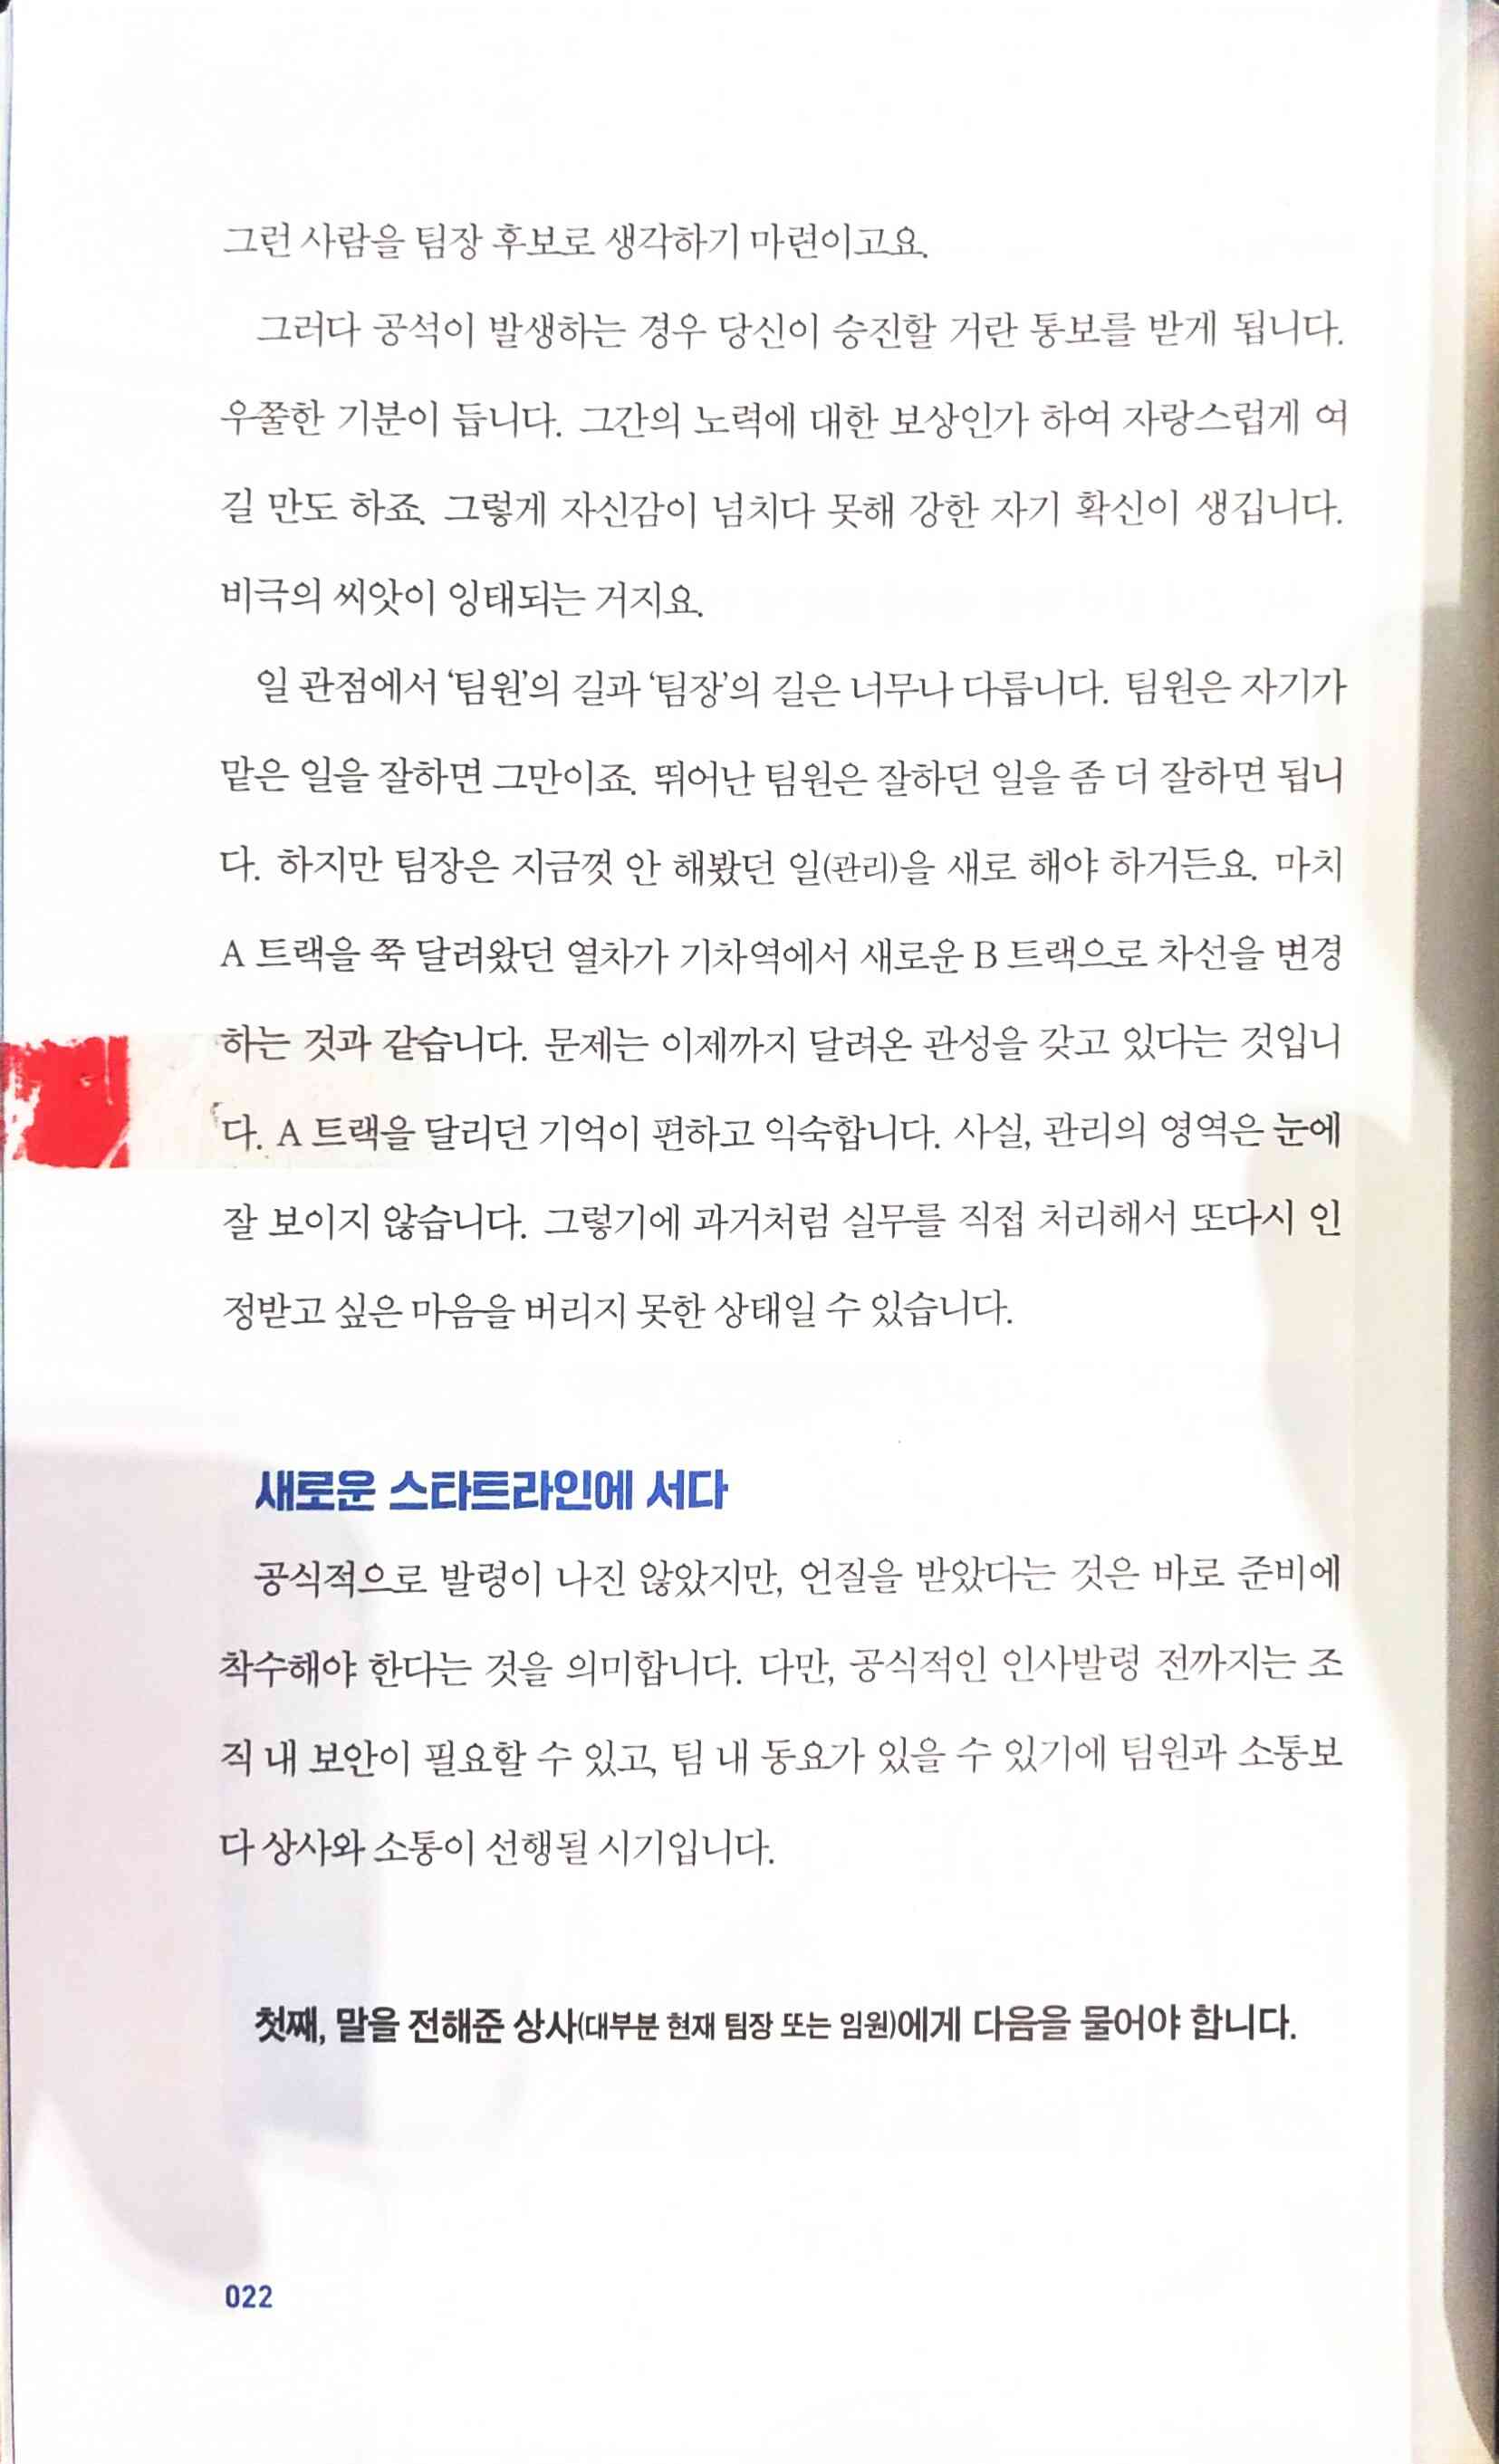 그런 사람을 팀장 후보로 생각하기 마련이고요.
그러다 공석이 발생하는 경우 당신이 승진할 거란 통보를 받게 됩니다.
우쭐한 기분이 듭니다. 그간의 노력에 대한 보상인가 하여 자랑스럽게 여
길 만도 하죠. 그렇게 자신감이 넘치다 못해 강한 자기 확신이 생깁니다.
비극의 씨앗이 잉태되는 거지요.
일 관점에서 ‘팀원’의 길과 ‘팀장’의 길은 너무나 다릅니다. 팀원은 자기가
맡은 일을 잘하면 그만이죠. 뛰어난 팀원은 잘하던 일을 좀 더 잘하면 됩니
다. 하지만 팀장은 지금껏 안 해봤던 일(관리)을 새로 해야 하거든요. 마치
A 트랙을 쭉 달려왔던 열차가 기차역에서 새로운 B 트랙으로 차선을 변경
하는 것과 같습니다. 문제는 이제까지 달려온 관성을 갖고 있다는 것입니
다. A 트랙을 달리던 기억이 편하고 익숙합니다. 사실, 관리의 영역은 눈에
잘 보이지 않습니다. 그렇기에 과거처럼 실무를 직접 처리해서 또다시 인
정받고 싶은 마음을 버리지 못한 상태일 수 있습니다.
새로운 스타트라인에 서다
공식적으로 발령이 나진 않았지만, 언질을 받았다는 것은 바로 준비에
착수해야 한다는 것을 의미합니다. 다만, 공식적인 인사발령 전까지는 조
직 내 보안이 필요할 수 있고, 팀 내 동요가 있을 수 있기에 팀원과 소통보
다 상사와 소통이 선행될 시기입니다.
첫째, 말을 전해준 상사(대부분 현재 팀장 또는 임원)에게 다음을 물어야 합니다.
022